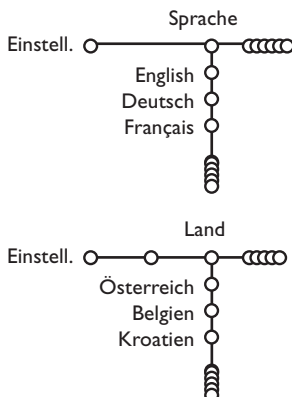 Sprache
Einstell.
English
Deutsch
Français
Land
Einstell.
Österreich
Belgien
Kroatien